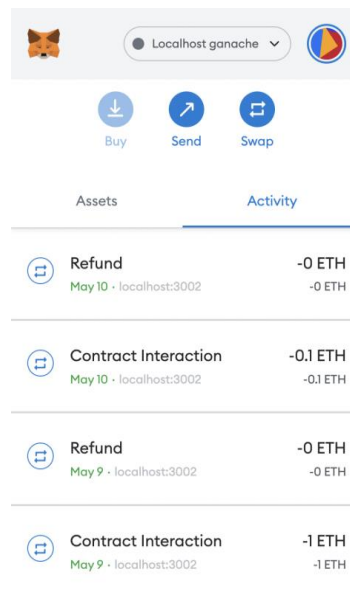 Localhost ganache
Buy Send Swap
Assets Activity
Refund -0 ETH
May 10 · localhost:3002 -0 ETH
Contract Interaction -0.1 ETH
May 10 · localhost:3002 -0.1 ETH
Refund -0 ETH
May 9 · localhost:3002 -0 ETH
Contract Interaction -1 ETH
May 9 · localhost:3002 -1 ETH